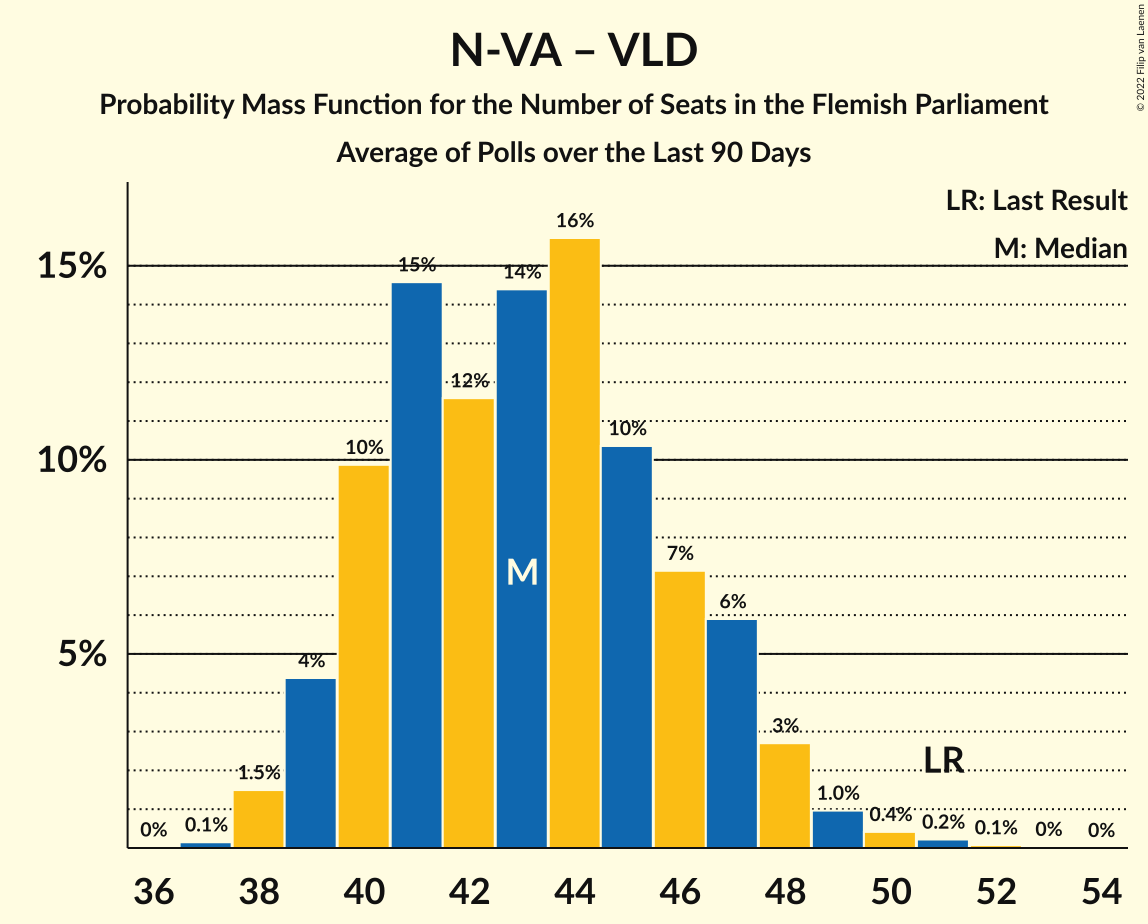 N-VA – VLD
Probability Mass Function for the Number of Seats in the Flemish Parliament
Average of Polls over the Last 90 Days
© 2022 Filip van Laenen
LR: Last Result
M: Median
15%
10%
5%
0%
0.1%
1.5%
4%
10%
15%
12%
14%
16%
10%
7%
6%
3%
1.0%
0.4%
0.2%
0.1%
0%
0%
M
LR
36 38 40 42 44 46 48 50 52 54